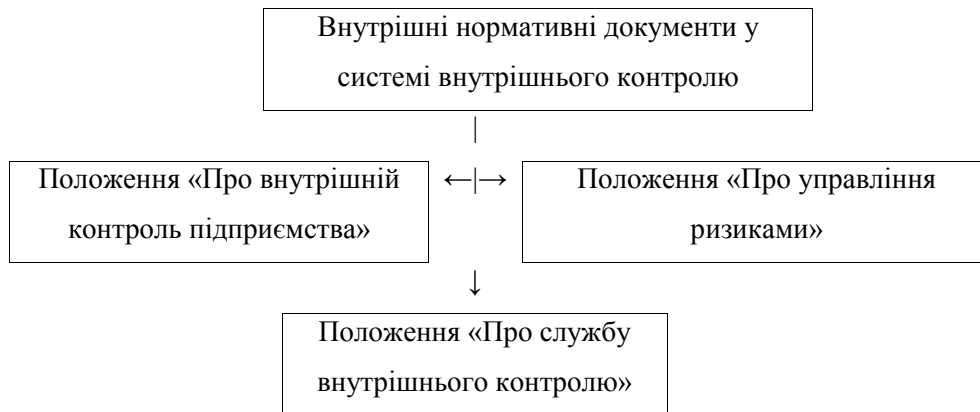 Внутрішні нормативні документи у
системі внутрішнього контролю
|
Положення «Про внутрішній
контроль підприємства»
←|→
Положення «Про управління
ризиками»
↓
Положення «Про службу
внутрішнього контролю»